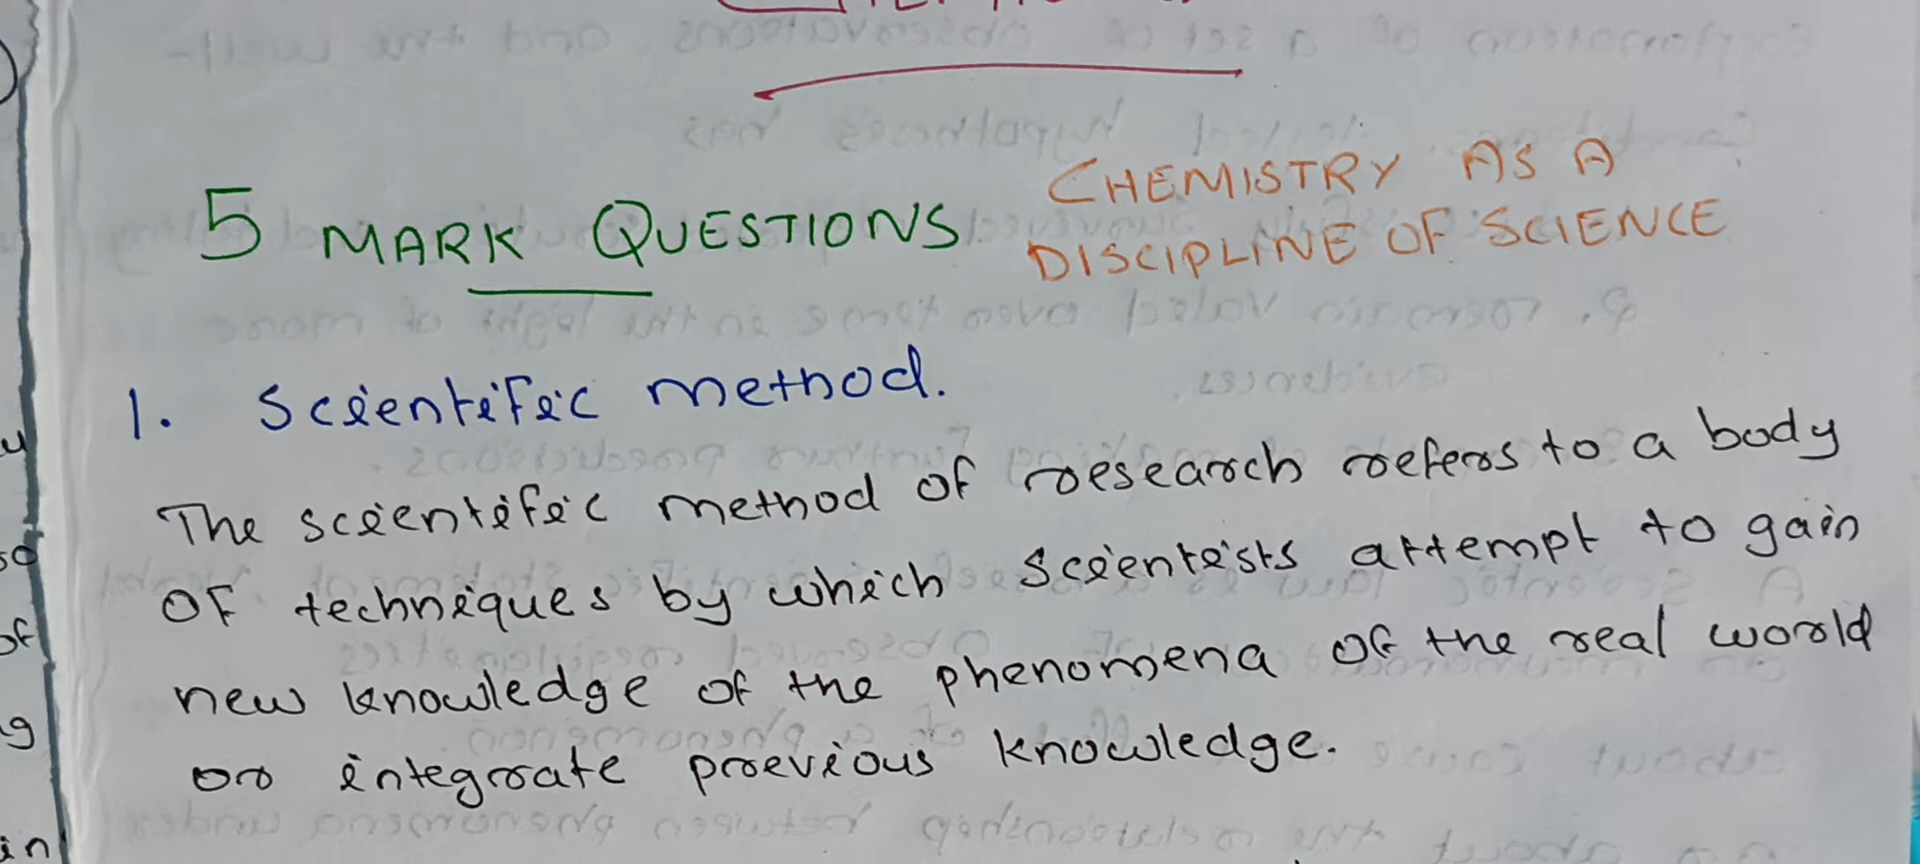 5 MARK QUESTIONS
CHEMISTRY AS A
DISCIPLINE OF SCIENCE
1. Scientific method.
The scientific method of research refers to a body
OF techniques by which scientists attempt to gain
new knowledge of the phenomena of the real world
or integrate previous knowledge.